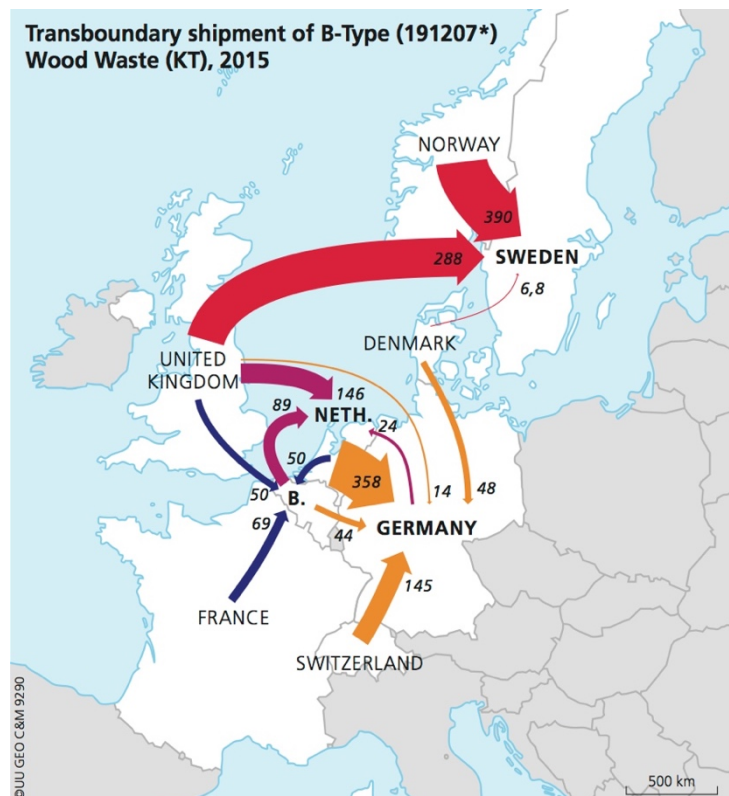 Transboundary shipment of B-Type (191207*)
Wood Waste (KT), 2015
NORWAY
390
288
SWEDEN
6,8
DENMARK
UNITED
KINGDOM
146
89
NETH.
24
50
358
14
48
50
B.
69
44
GERMANY
145
FRANCE
SWITZERLAND
©UU GEO C&M 9290
500 km